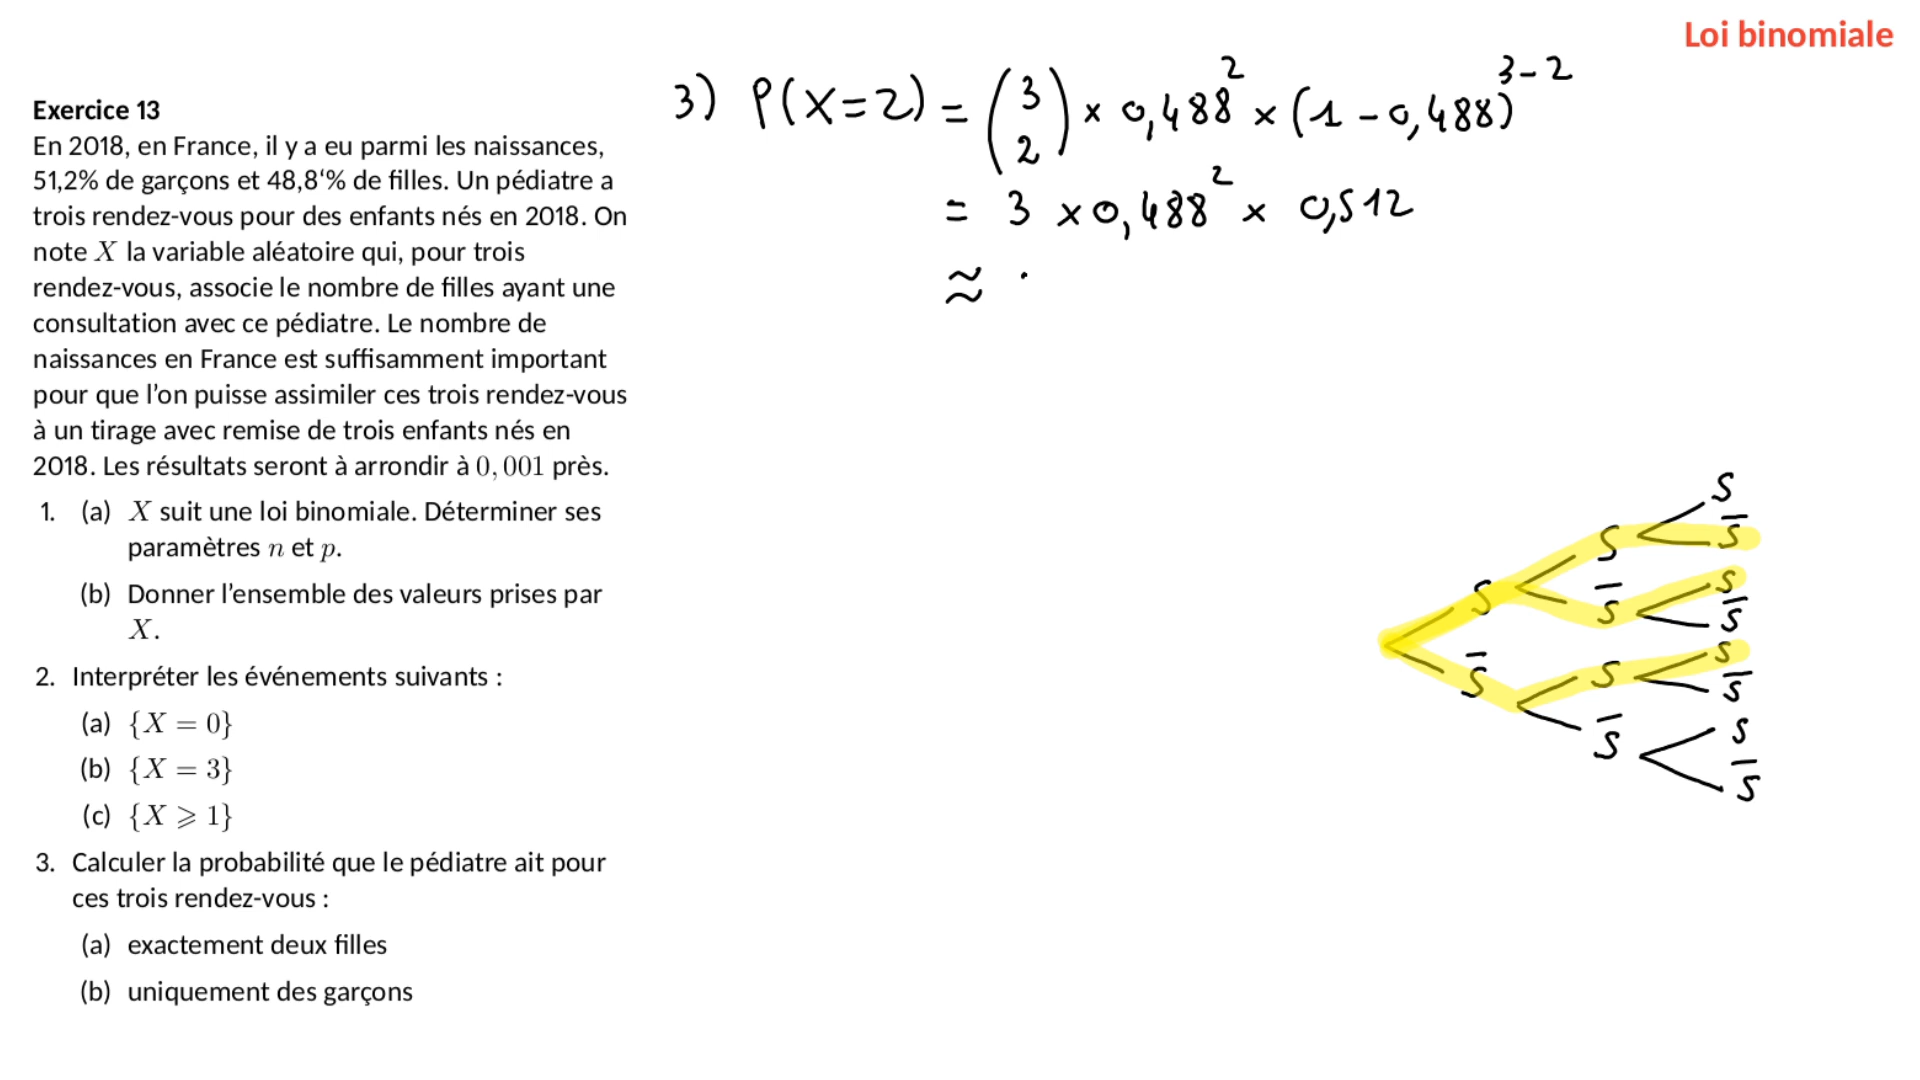 Loi binomiale
Exercice 13
En 2018, en France, il y a eu parmi les naissances,
51,2% de garçons et 48,8‘% de filles. Un pédiatre a
trois rendez-vous pour des enfants nés en 2018. On
note X la variable aléatoire qui, pour trois
rendez-vous, associe le nombre de filles ayant une
consultation avec ce pédiatre. Le nombre de
naissances en France est suffisamment important
pour que l’on puisse assimiler ces trois rendez-vous
à un tirage avec remise de trois enfants nés en
2018. Les résultats seront à arrondir à 0, 001 près.
1. (a) X suit une loi binomiale. Déterminer ses
paramètres n et p.
(b) Donner l’ensemble des valeurs prises par
X.
2. Interpréter les événements suivants :
(a) {X = 0}
(b) {X = 3}
(c) {X ⩾ 1}
3. Calculer la probabilité que le pédiatre ait pour
ces trois rendez-vous :
(a) exactement deux filles
(b) uniquement des garçons
3) P(X=2) = (3 2) × 0,488² × (1-0,488)³⁻²
= 3 × 0,488² × 0,512
≈ .
S
S̅
S
S̅
S
S̅
S
S̅
S
S̅
S
S̅
S
S̅